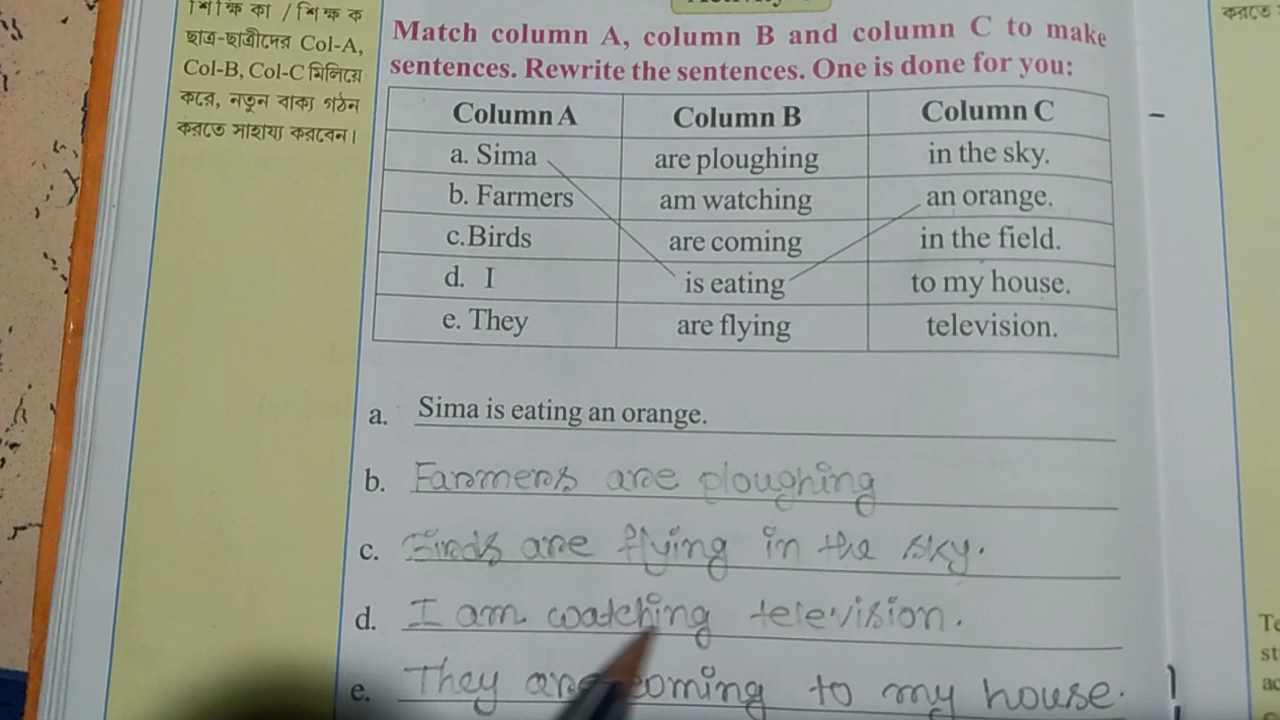 শিক্ষিকা / শিক্ষক
ছাত্র-ছাত্রীদের Col-A,
Col-B, Col-C মিলিয়ে
করে, নতুন বাক্য গঠন
করতে সাহায্য করবেন।
Match column A, column B and column C to make
sentences. Rewrite the sentences. One is done for you:
Column A Column B Column C
a. Sima are ploughing in the sky.
b. Farmers am watching an orange.
c. Birds are coming in the field.
d. I is eating to my house.
e. They are flying television.
a. Sima is eating an orange.
b. Farmers are ploughing
c. Birds are flying in the sky.
d. I am watching television.
e. They are coming to my house.
করতে